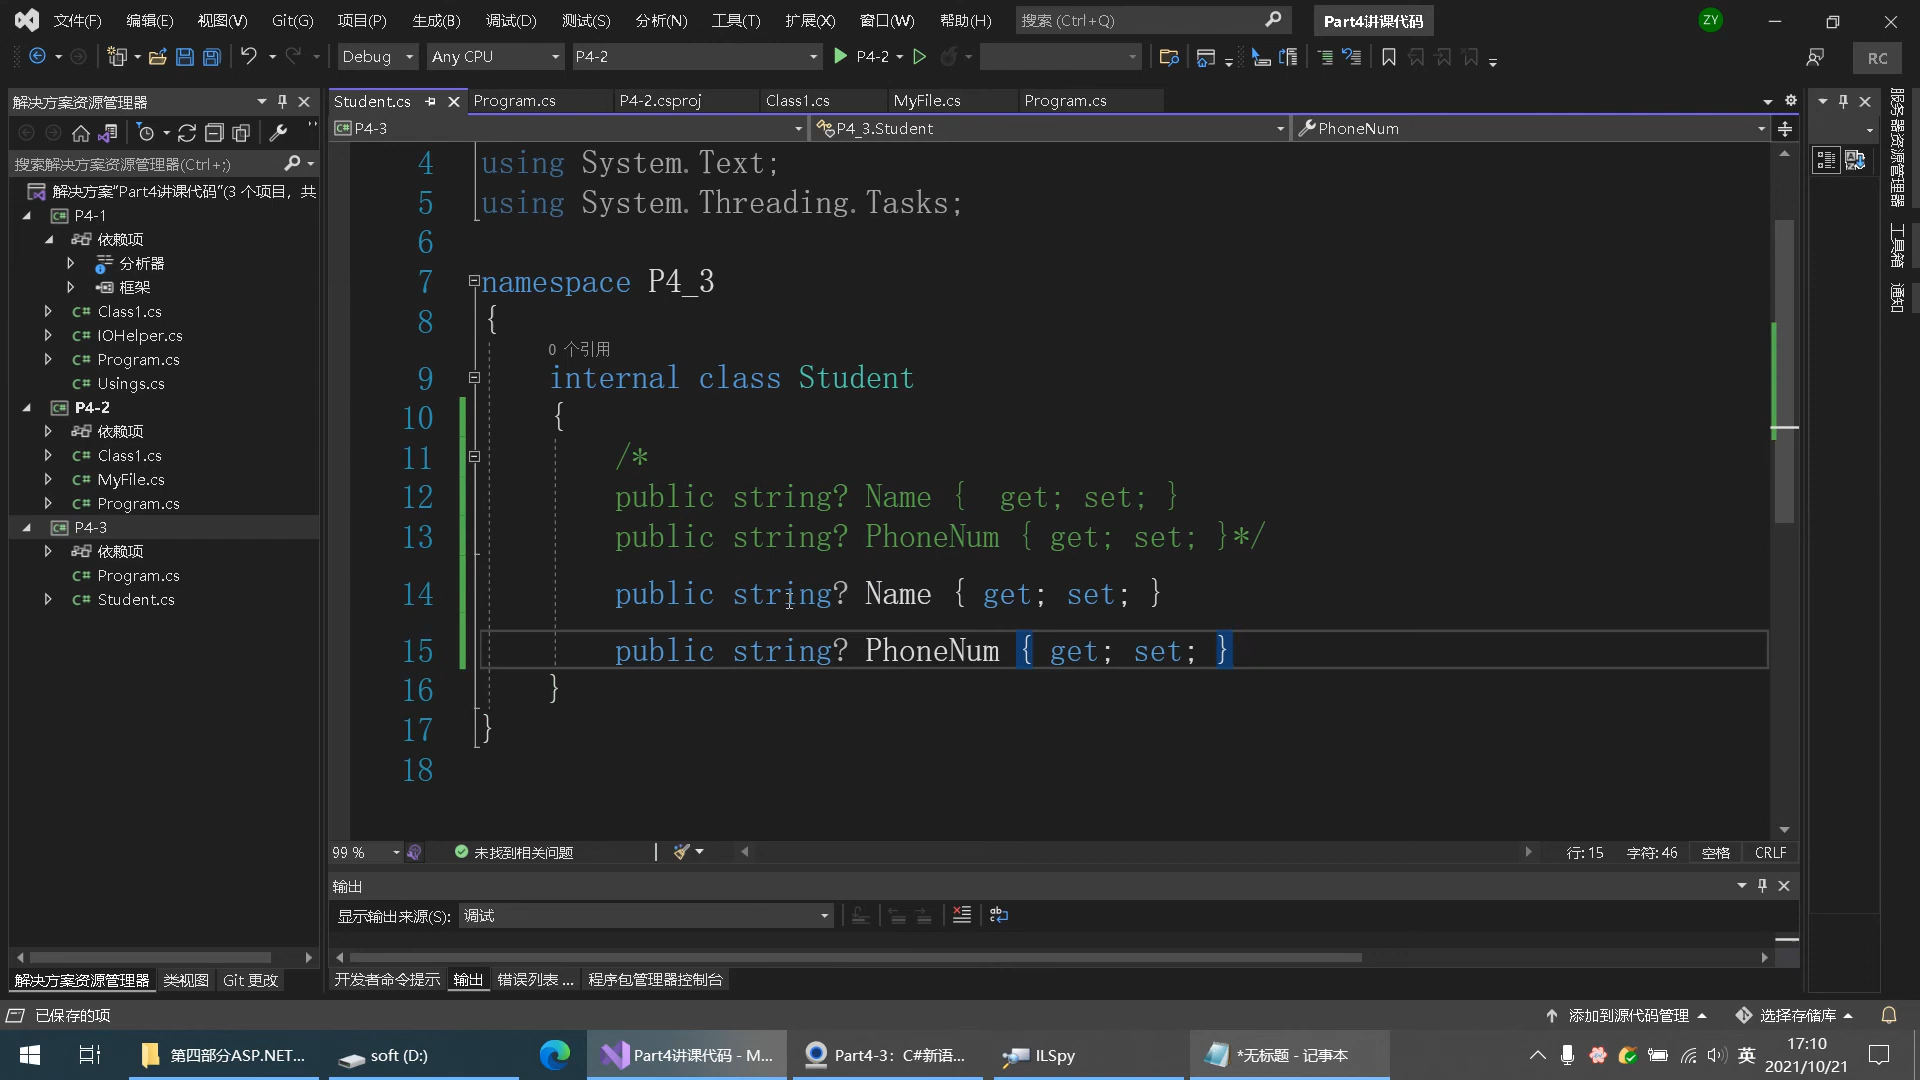 文件(F) 编辑(E) 视图(V) Git(G) 项目(P) 生成(B) 调试(D) 测试(S) 分析(N) 工具(T) 扩展(X) 窗口(W) 帮助(H) 搜索 (Ctrl+Q) Part4讲课代码 ZY
Debug Any CPU P4-2 P4-2 RC
解决方案资源管理器
搜索解决方案资源管理器(Ctrl+;)
解决方案"Part4讲课代码"(3 个项目，共
P4-1
依赖项
分析器
框架
Class1.cs
IOHelper.cs
Program.cs
Usings.cs
P4-2
依赖项
Class1.cs
MyFile.cs
Program.cs
P4-3
依赖项
Program.cs
Student.cs
解决方案资源管理器 类视图 Git 更改
Student.cs Program.cs P4-2.csproj Class1.cs MyFile.cs Program.cs
P4-3 P4_3.Student PhoneNum
4 using System.Text;
5 using System.Threading.Tasks;
6
7 namespace P4_3
8 {
0 个引用
9 internal class Student
10 {
11 /*
12 public string? Name {  get; set; }
13 public string? PhoneNum { get; set; }*/
14 public string? Name { get; set; }
15 public string? PhoneNum { get; set; }
16 }
17 }
18
99 % 未找到相关问题 行: 15 字符: 46 空格 CRLF
输出
显示输出来源(S): 调试
开发者命令提示 输出 错误列表 ... 程序包管理器控制台
服务器资源管理器
工具箱
通知
已保存的项 添加到源代码管理 选择存储库
第四部分ASP.NET... soft (D:) Part4讲课代码 - M... Part4-3：C#新语... ILSpy *无标题 - 记事本 英 17:10
2021/10/21